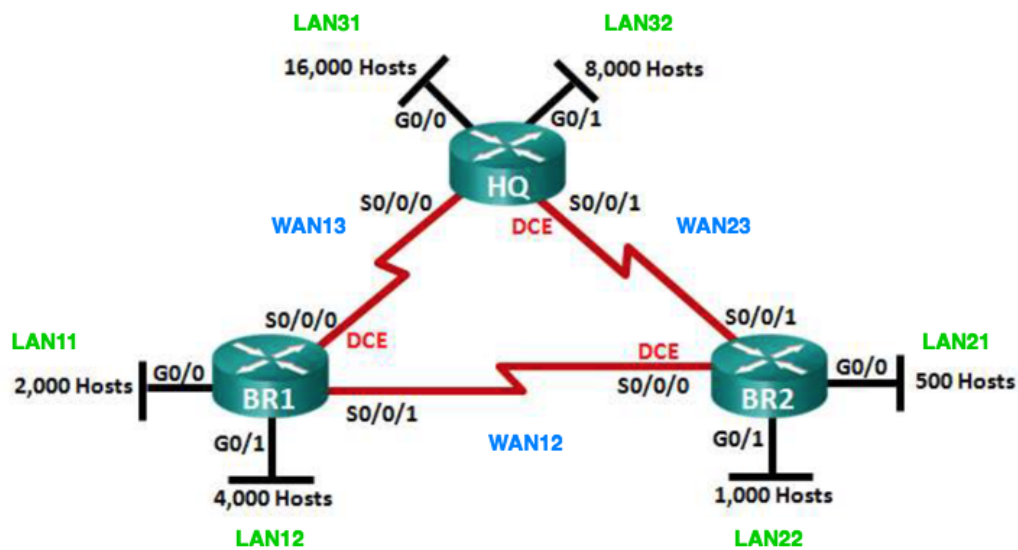 LAN31
LAN32
16,000 Hosts
8,000 Hosts
G0/0
G0/1
HQ
S0/0/0
S0/0/1
DCE
WAN13
WAN23
S0/0/0
DCE
S0/0/1
LAN11
LAN21
DCE
2,000 Hosts
G0/0
BR1
S0/0/1
S0/0/0
BR2
G0/0
500 Hosts
G0/1
WAN12
G0/1
4,000 Hosts
1,000 Hosts
LAN12
LAN22